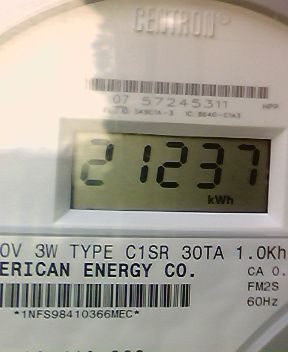 CENTRON®
07 57245311
21237
kWh
0V 3W TYPE C1SR 30TA 1.0Kh
ERICAN ENERGY CO.
CA 0.
FM2S
60Hz
*1NFS98410366MEC*